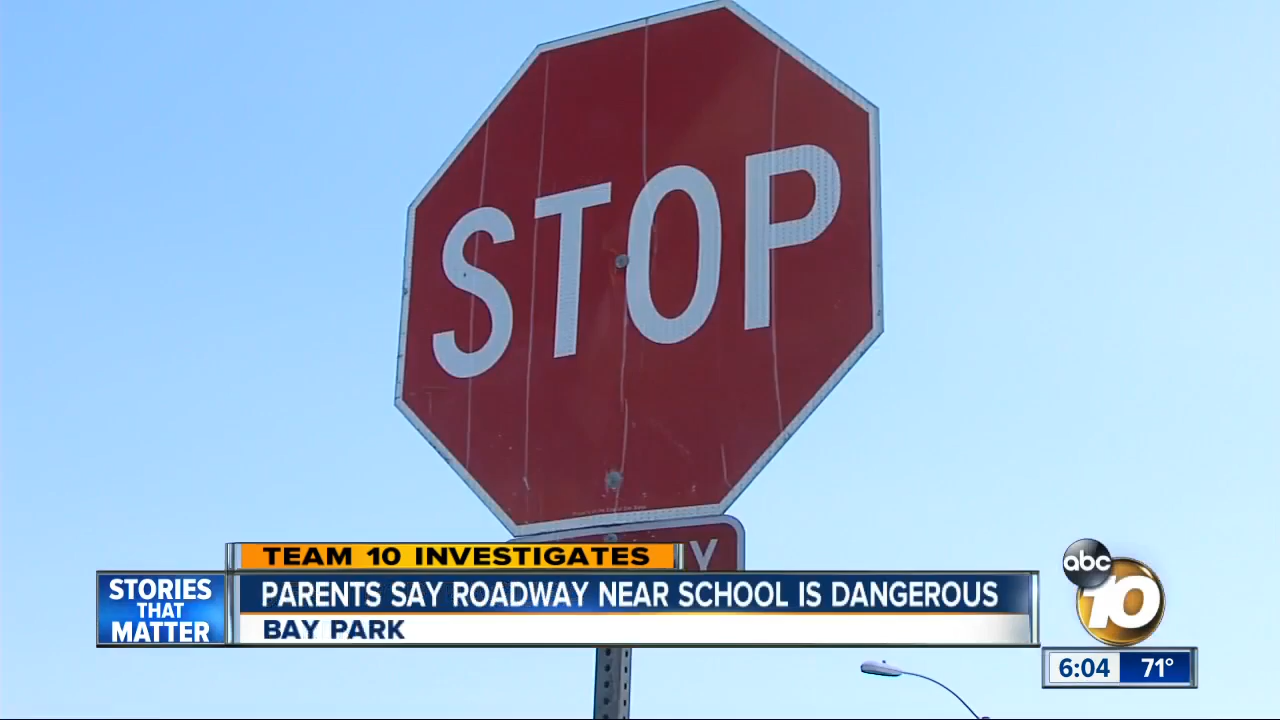 STOP
Y
TEAM 10 INVESTIGATES
STORIES
THAT
MATTER
PARENTS SAY ROADWAY NEAR SCHOOL IS DANGEROUS
BAY PARK
abc
10
6:04 71°